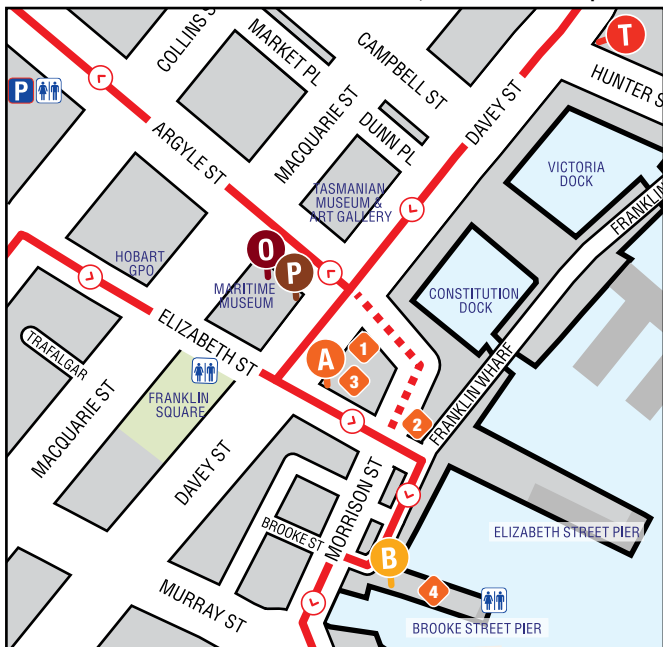 COLLINS S
MARKET PL
CAMPBELL ST
T
HUNTER S
P
MACQUARIE ST
DAVEY ST
DUNN PL
ARGYLE ST
VICTORIA
DOCK
TASMANIAN
MUSEUM &
ART GALLERY
FRANKLIN
O
HOBART
GPO
P
MARITIME
MUSEUM
CONSTITUTION
DOCK
ELIZABETH ST
1
A
3
TRAFALGAR
FRANKLIN
SQUARE
2
FRANKLIN WHARF
MACQUARIE ST
DAVEY ST
MORRISON ST
BROOKE ST
ELIZABETH STREET PIER
B
4
MURRAY ST
BROOKE STREET PIER